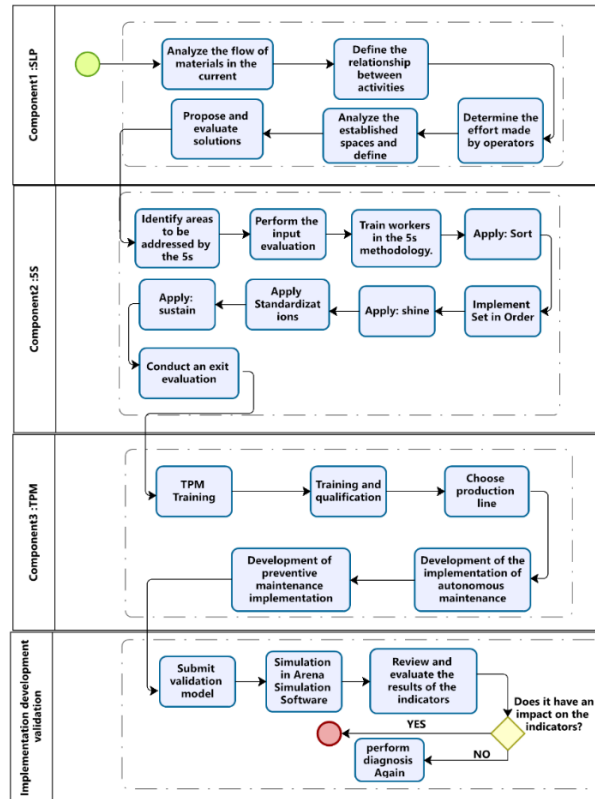 Component1 :SLP
Analyze the flow of
materials in the
current
Define the
relationship
between
activities
Propose and
evaluate
solutions
Analyze the
established
spaces and
define
Determine the
effort made
by operators
Component2 :5S
Identify areas
to be
addressed by
the 5s
Perform the
input
evaluation
Train workers
in the 5s
methodology.
Apply: Sort
Apply:
sustain
Apply
Standardizat
ions
Apply: shine
Implement
Set in Order
Conduct an exit
evaluation
Component3 :TPM
TPM
Training
Training and
qualification
Choose
production
line
Development of
preventive
maintenance
implementation
Development of the
implementation of
autonomous
maintenance
Implementation development
validation
Submit
validation
model
Simulation
in Arena
Simulation
Software
Review and
evaluate the
results of the
indicators
Does it have an
impact on the
indicators?
YES
NO
perform
diagnosis
Again